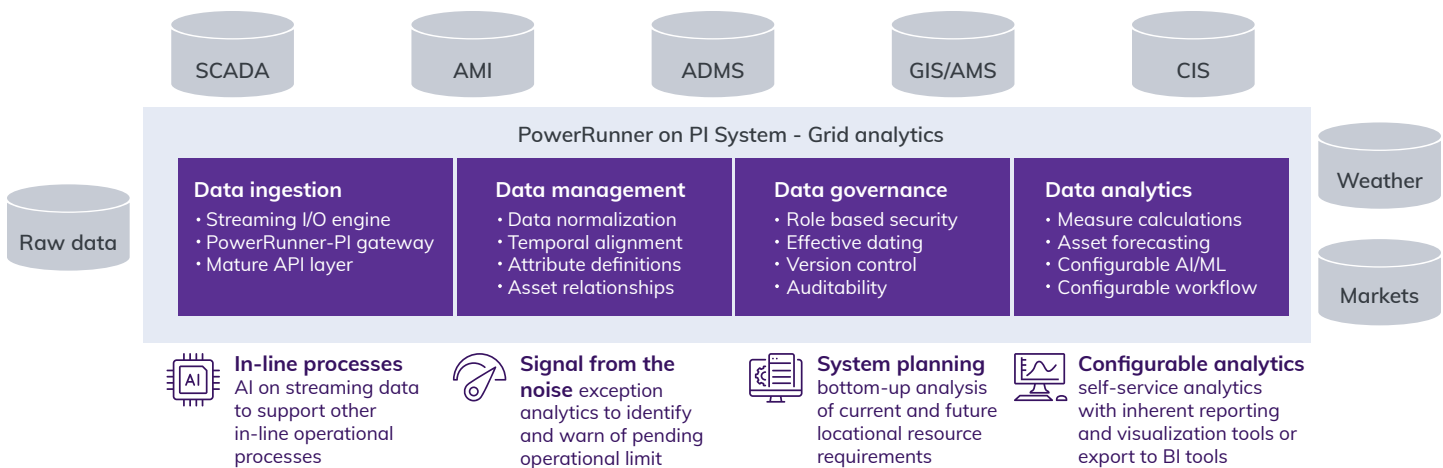 SCADA
AMI
ADMS
GIS/AMS
CIS
PowerRunner on PI System - Grid analytics
Raw data
Weather
Markets
Data ingestion
• Streaming I/O engine
• PowerRunner-PI gateway
• Mature API layer
Data management
• Data normalization
• Temporal alignment
• Attribute definitions
• Asset relationships
Data governance
• Role based security
• Effective dating
• Version control
• Auditability
Data analytics
• Measure calculations
• Asset forecasting
• Configurable AI/ML
• Configurable workflow
AI
In-line processes
AI on streaming data
to support other
in-line operational
processes
Signal from the
noise exception
analytics to identify
and warn of pending
operational limit
System planning
bottom-up analysis
of current and future
locational resource
requirements
Configurable analytics
self-service analytics
with inherent reporting
and visualization tools or
export to BI tools